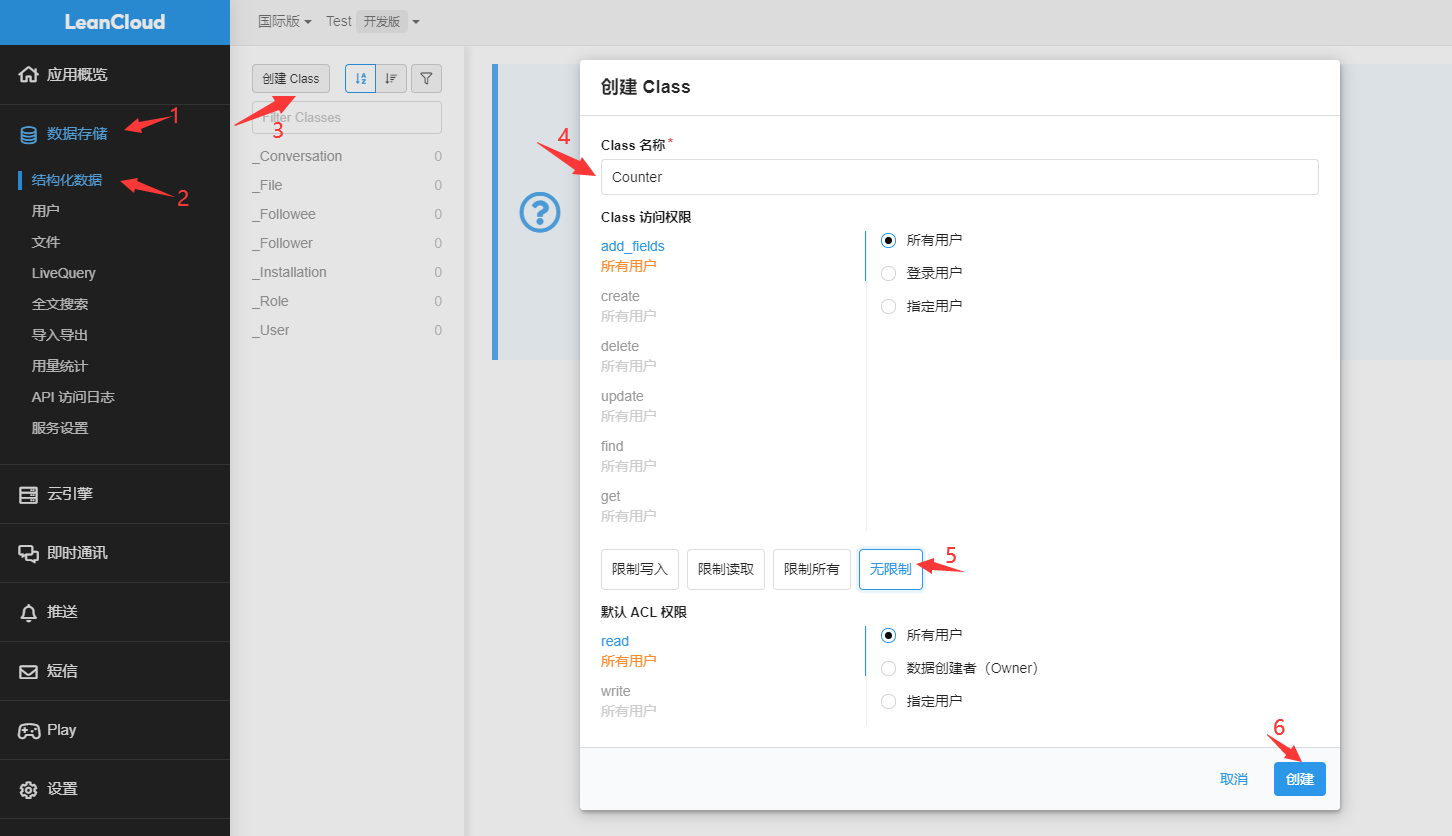 LeanCloud
国际版 Test 开发版
应用概览
数据存储
1
结构化数据
2
用户
文件
LiveQuery
全文搜索
导入导出
用量统计
API 访问日志
服务设置
云引擎
即时通讯
推送
短信
Play
设置
创建 Class
Filter Classes
3
_Conversation 0
_File 0
_Followee 0
_Follower 0
_Installation 0
_Role 0
_User 0
创建 Class
4
Class 名称*
Counter
Class 访问权限
add_fields
所有用户
create
所有用户
delete
所有用户
update
所有用户
find
所有用户
get
所有用户
所有用户
登录用户
指定用户
限制写入 限制读取 限制所有 无限制
5
默认 ACL 权限
read
所有用户
write
所有用户
所有用户
数据创建者（Owner）
指定用户
6
取消 创建